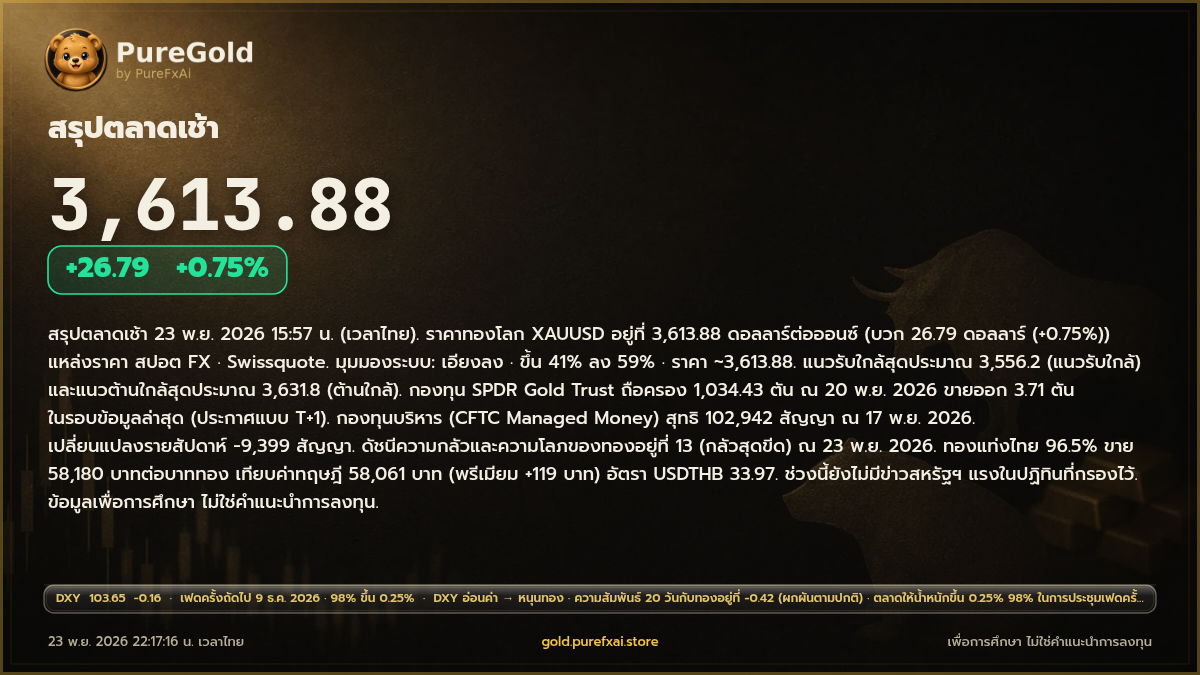 PureGold
by PureFxAi
สรุปตลาดเช้า
3,613.88
+26.79 +0.75%
สรุปตลาดเช้า 23 พ.ย. 2026 15:57 น. (เวลาไทย). ราคาทองโลก XAUUSD อยู่ที่ 3,613.88 ดอลลาร์ต่อออนซ์ (บวก 26.79 ดอลลาร์ (+0.75%))
แหล่งราคา สปอต FX · Swissquote. มุมมองระบบ: เอียงลง · ขึ้น 41% ลง 59% · ราคา ~3,613.88. แนวรับใกล้สุดประมาณ 3,556.2 (แนวรับใกล้)
และแนวต้านใกล้สุดประมาณ 3,631.8 (ต้านใกล้). กองทุน SPDR Gold Trust ถือครอง 1,034.43 ตัน ณ 20 พ.ย. 2026 ขายออก 3.71 ตัน
ในรอบข้อมูลล่าสุด (ประกาศแบบ T+1). กองทุนบริหาร (CFTC Managed Money) สุทธิ 102,942 สัญญา ณ 17 พ.ย. 2026.
เปลี่ยนแปลงรายสัปดาห์ -9,399 สัญญา. ดัชนีความกลัวและความโลภของทองอยู่ที่ 13 (กลัวสุดขีด) ณ 23 พ.ย. 2026. ทองแท่งไทย 96.5% ขาย
58,180 บาทต่อบาททอง เทียบค่าทฤษฎี 58,061 บาท (พรีเมียม +119 บาท) อัตรา USDTHB 33.97. ช่วงนี้ยังไม่มีข่าวสหรัฐฯ แรงในปฏิทินที่กรองไว้.
ข้อมูลเพื่อการศึกษา ไม่ใช่คำแนะนำการลงทุน.
DXY 103.65 -0.16 · เฟดครั้งถัดไป 9 ธ.ค. 2026 · 98% ขึ้น 0.25% · DXY อ่อนค่า → หนุนทอง · ความสัมพันธ์ 20 วันกับทองอยู่ที่ -0.42 (ผกผันตามปกติ) · ตลาดให้น้ำหนักขึ้น 0.25% 98% ในการประชุมเฟดครั้...
23 พ.ย. 2026 22:17:16 น. เวลาไทย
gold.purefxai.store
เพื่อการศึกษา ไม่ใช่คำแนะนำการลงทุน